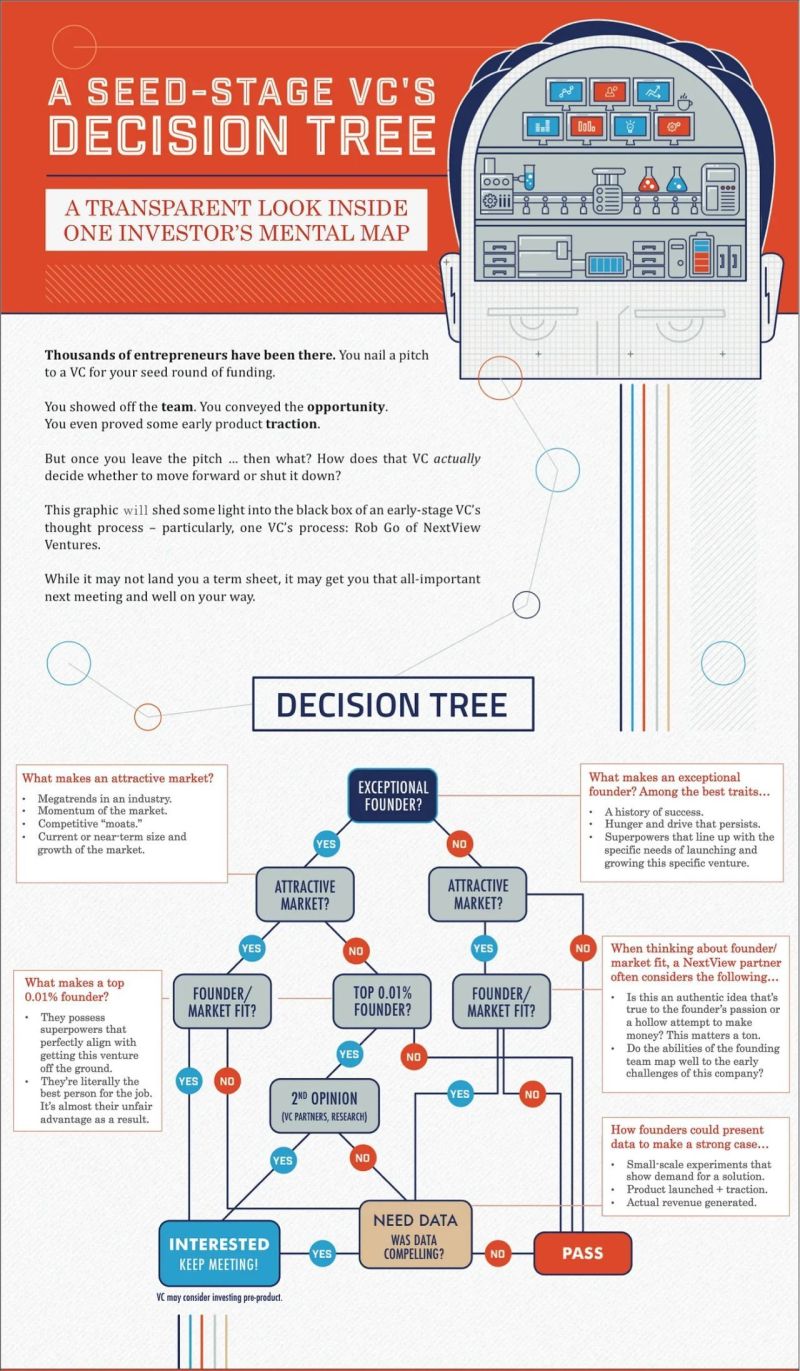 A SEED-STAGE VC'S
DECISION TREE
A TRANSPARENT LOOK INSIDE
ONE INVESTOR'S MENTAL MAP
Thousands of entrepreneurs have been there. You nail a pitch
to a VC for your seed round of funding.
You showed off the team. You conveyed the opportunity.
You even proved some early product traction.
But once you leave the pitch ... then what? How does that VC actually
decide whether to move forward or shut it down?
This graphic will shed some light into the black box of an early-stage VC's
thought process – particularly, one VC's process: Rob Go of NextView
Ventures.
While it may not land you a term sheet, it may get you that all-important
next meeting and well on your way.
DECISION TREE
What makes an attractive market?
• Megatrends in an industry.
• Momentum of the market.
• Competitive "moats."
• Current or near-term size and
growth of the market.
EXCEPTIONAL
FOUNDER?
What makes an exceptional
founder? Among the best traits...
• A history of success.
• Hunger and drive that persists.
• Superpowers that line up with the
specific needs of launching and
growing this specific venture.
YES
NO
ATTRACTIVE
MARKET?
ATTRACTIVE
MARKET?
YES
NO
YES
NO
What makes a top
0.01% founder?
• They possess
superpowers that
perfectly align with
getting this venture
off the ground.
• They're literally the
best person for the job.
It's almost their unfair
advantage as a result.
FOUNDER/
MARKET FIT?
TOP 0.01%
FOUNDER?
FOUNDER/
MARKET FIT?
When thinking about founder/
market fit, a NextView partner
often considers the following...
• Is this an authentic idea that's
true to the founder's passion or
a hollow attempt to make
money? This matters a ton.
• Do the abilities of the founding
team map well to the early
challenges of this company?
YES
NO
YES
NO
YES
NO
2ND OPINION
(VC PARTNERS, RESEARCH)
How founders could present
data to make a strong case...
• Small-scale experiments that
show demand for a solution.
• Product launched + traction.
• Actual revenue generated.
YES
NO
INTERESTED
KEEP MEETING!
YES
NEED DATA
WAS DATA
COMPELLING?
NO
PASS
VC may consider investing pre-product.